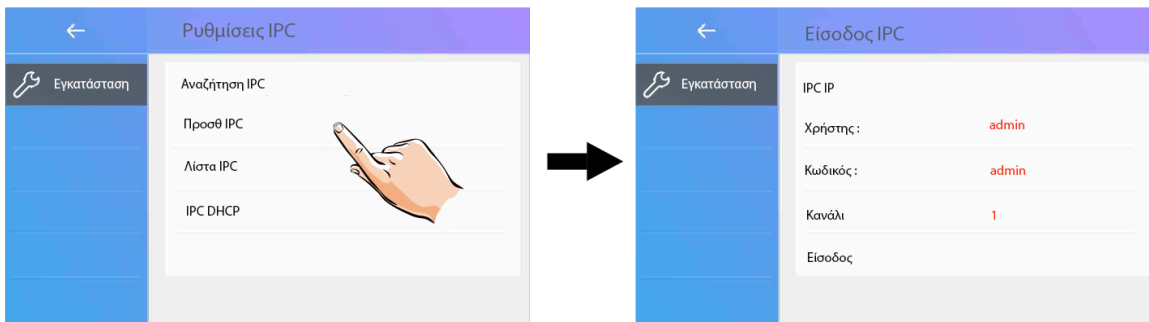 Ρυθμίσεις IPC
Εγκατάσταση
Αναζήτηση IPC
Προσθ IPC
Λίστα IPC
IPC DHCP
Είσοδος IPC
Εγκατάσταση
IPC IP
Χρήστης : admin
Κωδικός : admin
Κανάλι 1
Είσοδος